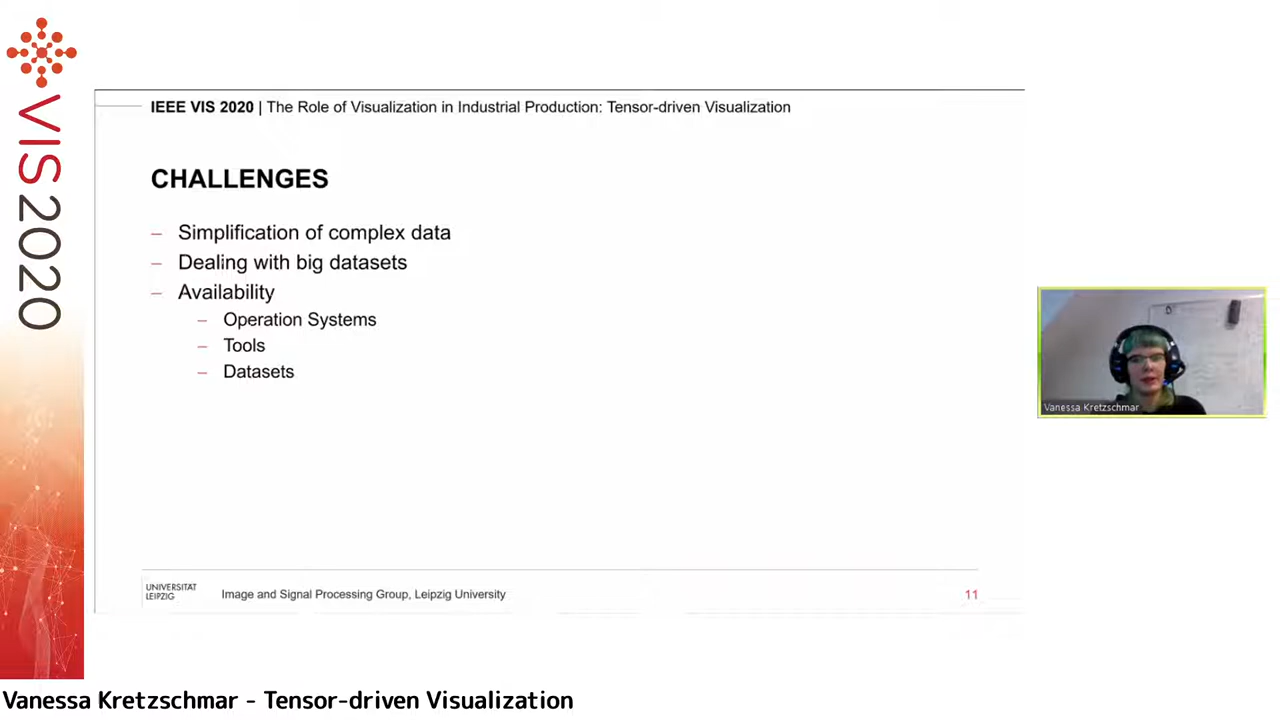 VIS2020
IEEE VIS 2020 | The Role of Visualization in Industrial Production: Tensor-driven Visualization
CHALLENGES
– Simplification of complex data
– Dealing with big datasets
– Availability
– Operation Systems
– Tools
– Datasets
Vanessa Kretzschmar
UNIVERSITÄT
LEIPZIG
Image and Signal Processing Group, Leipzig University
11
Vanessa Kretzschmar - Tensor-driven Visualization